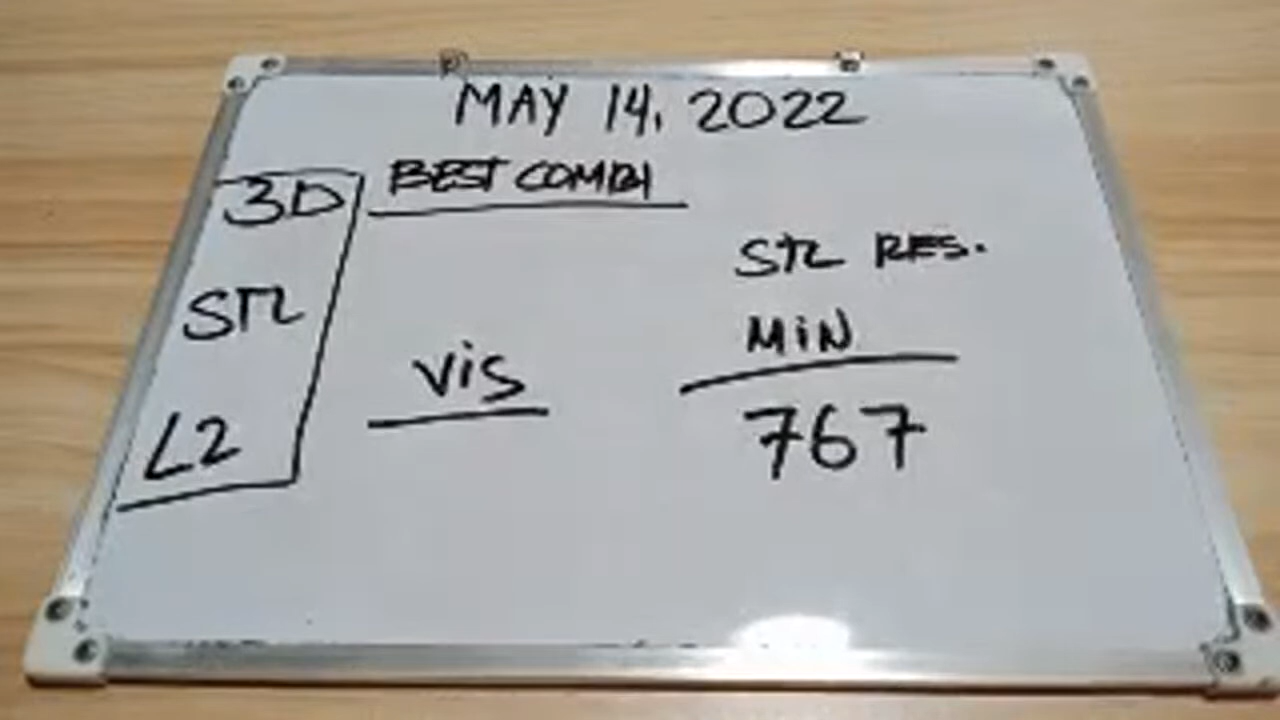 MAY 14, 2022
BEST COMBI
3D
STL
L2
VIS
STL RES.
MIN
767